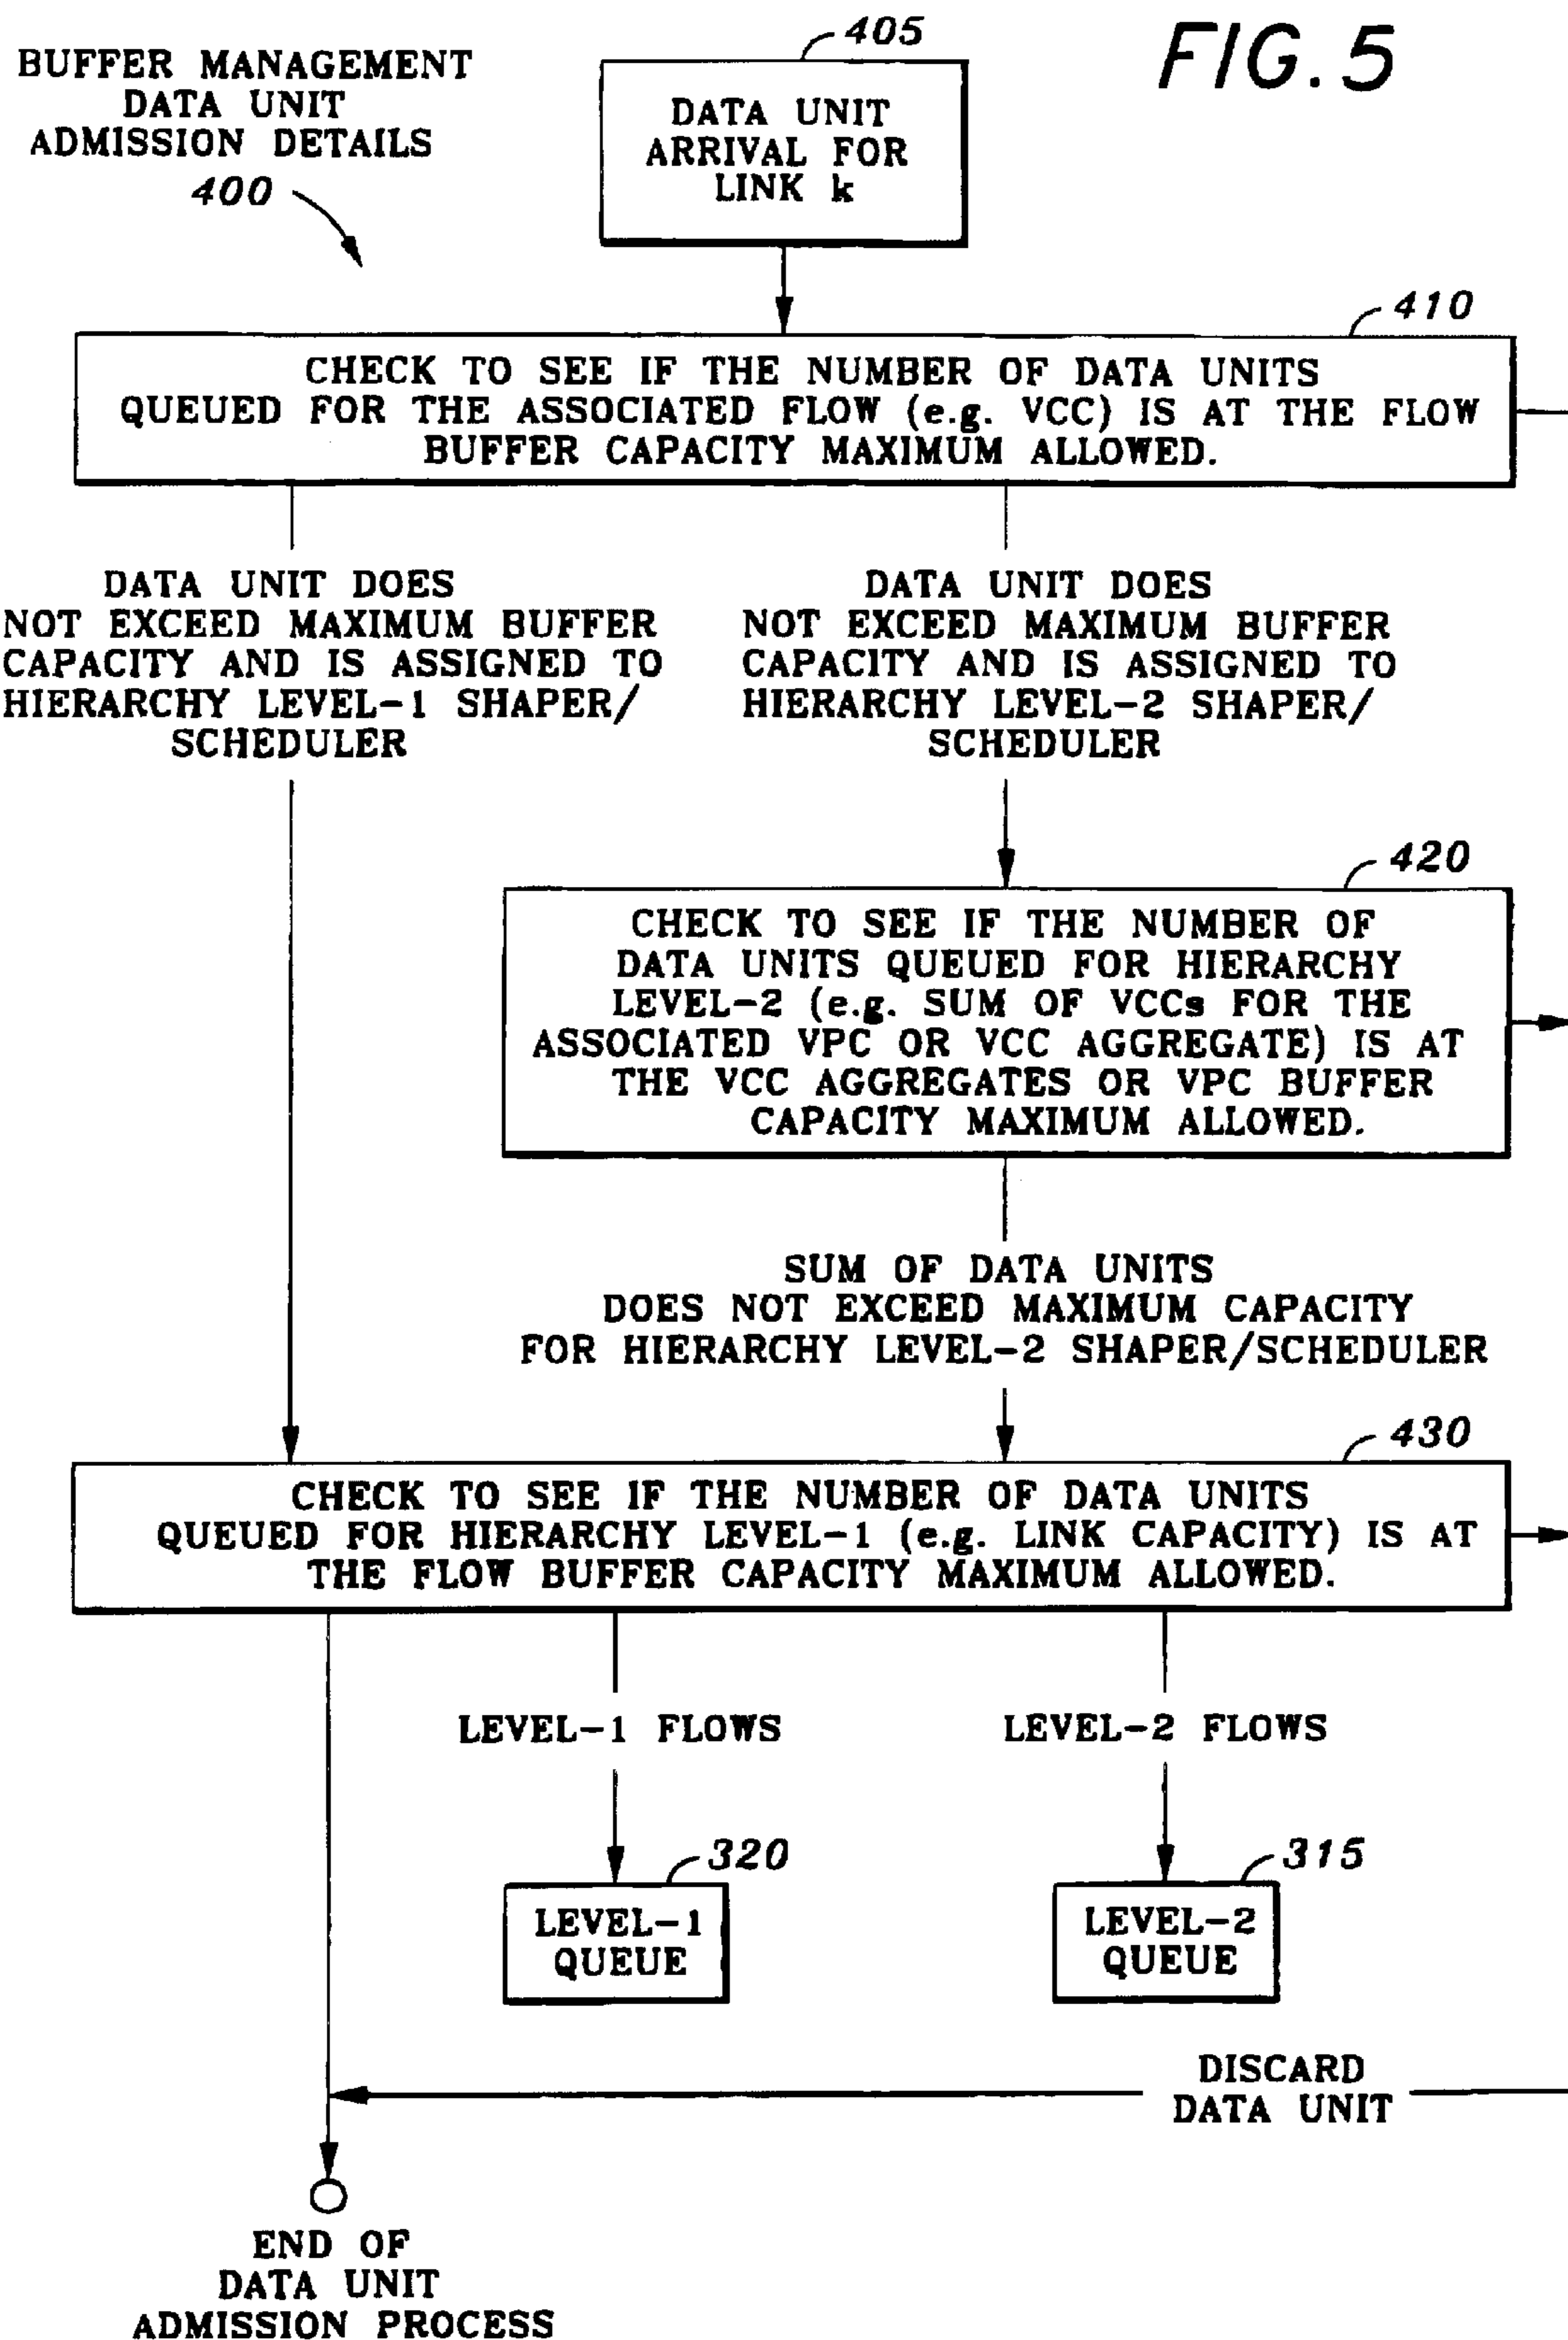 FIG. 5
BUFFER MANAGEMENT
DATA UNIT
ADMISSION DETAILS
400
405
DATA UNIT
ARRIVAL FOR
LINK k
410
CHECK TO SEE IF THE NUMBER OF DATA UNITS
QUEUED FOR THE ASSOCIATED FLOW (e.g. VCC) IS AT THE FLOW
BUFFER CAPACITY MAXIMUM ALLOWED.
DATA UNIT DOES
NOT EXCEED MAXIMUM BUFFER
CAPACITY AND IS ASSIGNED TO
HIERARCHY LEVEL-1 SHAPER/
SCHEDULER
DATA UNIT DOES
NOT EXCEED MAXIMUM BUFFER
CAPACITY AND IS ASSIGNED TO
HIERARCHY LEVEL-2 SHAPER/
SCHEDULER
420
CHECK TO SEE IF THE NUMBER OF
DATA UNITS QUEUED FOR HIERARCHY
LEVEL-2 (e.g. SUM OF VCCs FOR THE
ASSOCIATED VPC OR VCC AGGREGATE) IS AT
THE VCC AGGREGATES OR VPC BUFFER
CAPACITY MAXIMUM ALLOWED.
SUM OF DATA UNITS
DOES NOT EXCEED MAXIMUM CAPACITY
FOR HIERARCHY LEVEL-2 SHAPER/SCHEDULER
430
CHECK TO SEE IF THE NUMBER OF DATA UNITS
QUEUED FOR HIERARCHY LEVEL-1 (e.g. LINK CAPACITY) IS AT
THE FLOW BUFFER CAPACITY MAXIMUM ALLOWED.
LEVEL-1 FLOWS
LEVEL-2 FLOWS
320
LEVEL-1
QUEUE
315
LEVEL-2
QUEUE
DISCARD
DATA UNIT
END OF
DATA UNIT
ADMISSION PROCESS